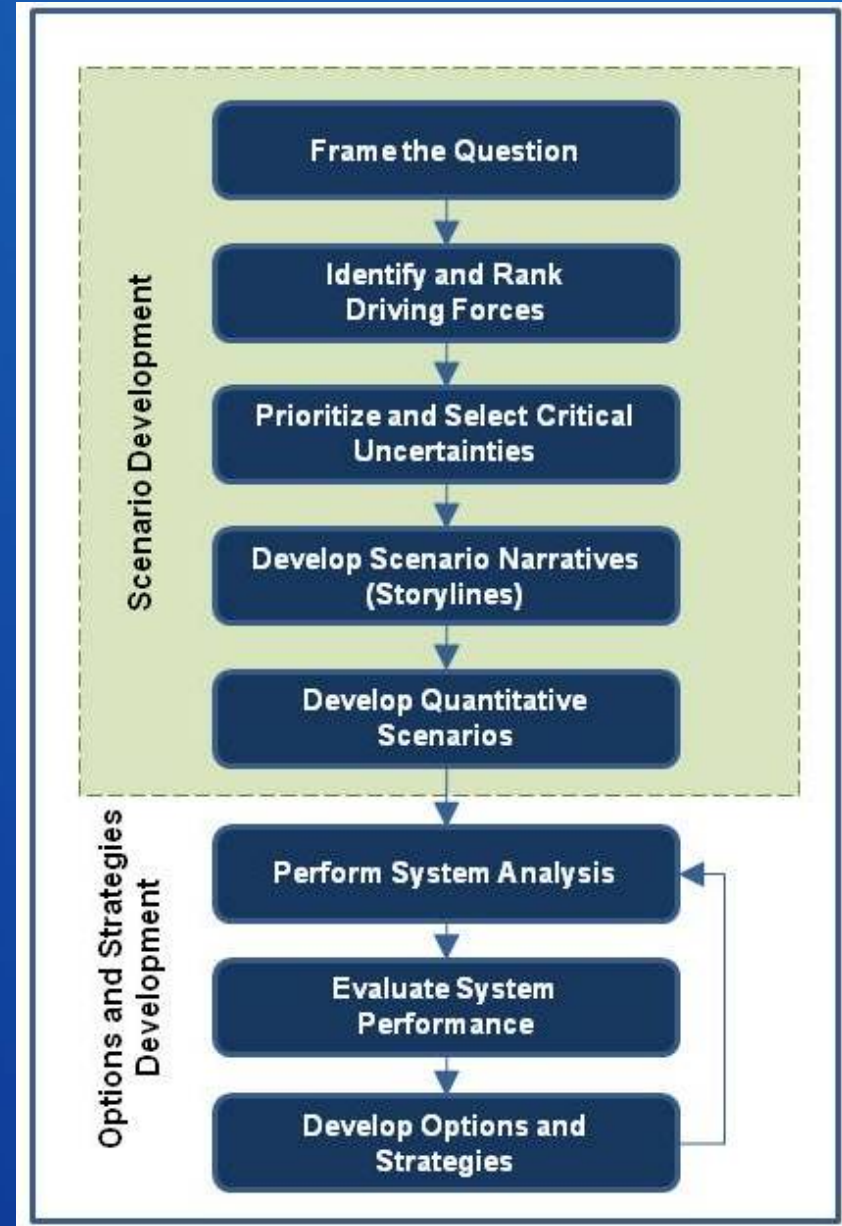 Scenario Development
Frame the Question
Identify and Rank
Driving Forces
Prioritize and Select Critical
Uncertainties
Develop Scenario Narratives
(Storylines)
Develop Quantitative
Scenarios
Options and Strategies
Development
Perform System Analysis
Evaluate System
Performance
Develop Options and
Strategies